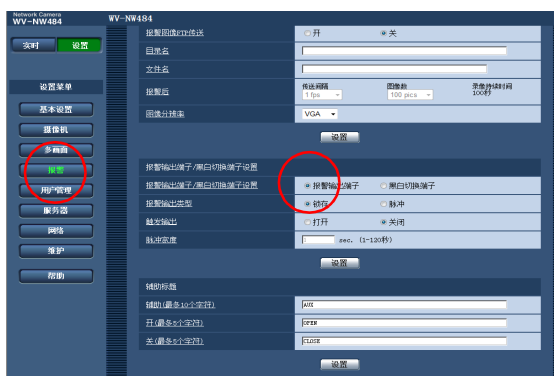 Network Camera
WV-NW484
WV-NW484
实时 设置
设置菜单
基本设置
摄像机
多画面
报警
用户管理
服务器
网络
维护
帮助
报警图像FTP传送 开 关
目录名
文件名
报警后 传送间隔 图像数 录像持续时间
1 fps 100 pics 100秒
图像分辨率 VGA
设置
报警输出端子/黑白切换端子设置
报警输出端子/黑白切换端子设置 报警输出端子 黑白切换端子
报警输出类型 锁存 脉冲
触发输出 打开 关闭
脉冲宽度 sec. (1-120秒)
设置
辅助标题
辅助(最多10个字符) AUX
开(最多5个字符) OPEN
关(最多5个字符) CLOSE
设置